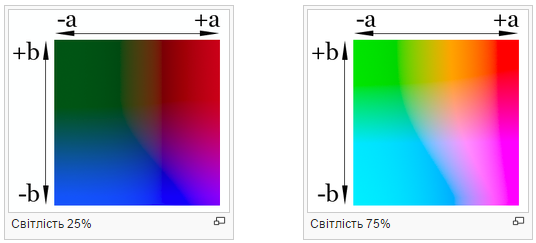 -a +a
+b
-b
Світлість 25%
-a +a
+b
-b
Світлість 75%